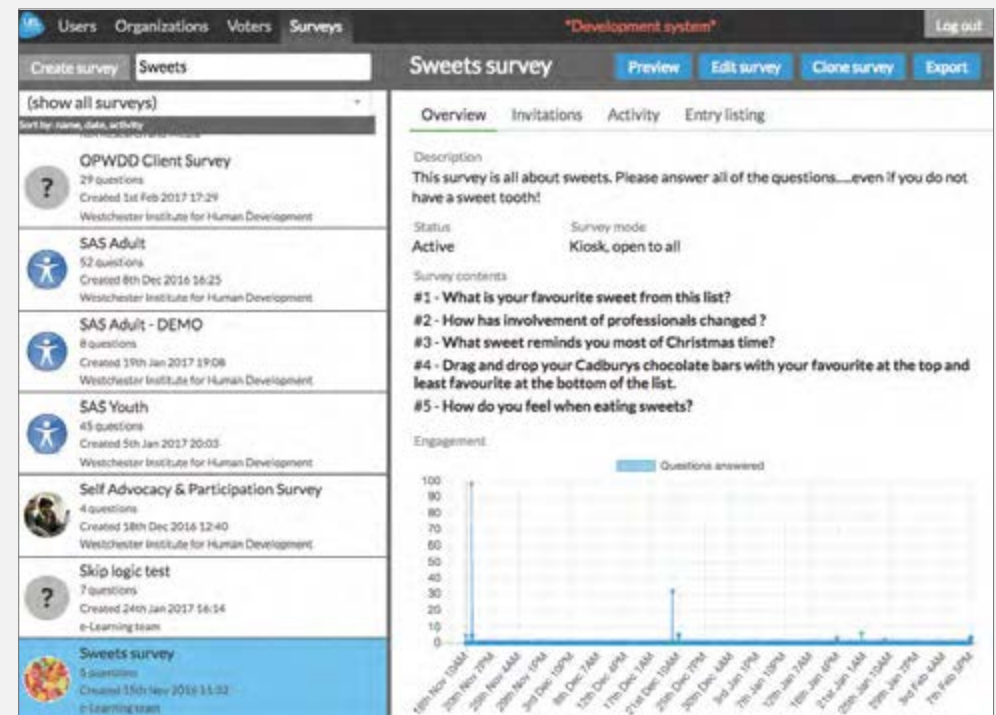 Users Organizations Voters Surveys
*Development system*
Log out
Create survey Sweets
Sweets survey
Preview Edit survey Clone survey Export
(show all surveys)
Sort by: name, date, activity
OPWDD Client Survey
29 questions
Created 1st Feb 2017 17:29
Westchester Institute for Human Development
SAS Adult
52 questions
Created 8th Dec 2016 16:25
Westchester Institute for Human Development
SAS Adult - DEMO
8 questions
Created 19th Jan 2017 19:08
Westchester Institute for Human Development
SAS Youth
45 questions
Created 5th Jan 2017 20:03
Westchester Institute for Human Development
Self Advocacy & Participation Survey
4 questions
Created 18th Dec 2016 12:40
Westchester Institute for Human Development
Skip logic test
7 questions
Created 24th Jan 2017 16:14
e-Learning team
Sweets survey
5 questions
Created 15th Nov 2016 11:32
e-Learning team
Overview Invitations Activity Entry listing
Description
This survey is all about sweets. Please answer all of the questions.....even if you do not
have a sweet tooth!
Status Survey mode
Active Kiosk, open to all
Survey contents
#1 - What is your favourite sweet from this list?
#2 - How has involvement of professionals changed ?
#3 - What sweet reminds you most of Christmas time?
#4 - Drag and drop your Cadburys chocolate bars with your favourite at the top and
least favourite at the bottom of the list.
#5 - How do you feel when eating sweets?
Engagement
Questions answered
100
90
80
70
60
50
40
30
20
10
0